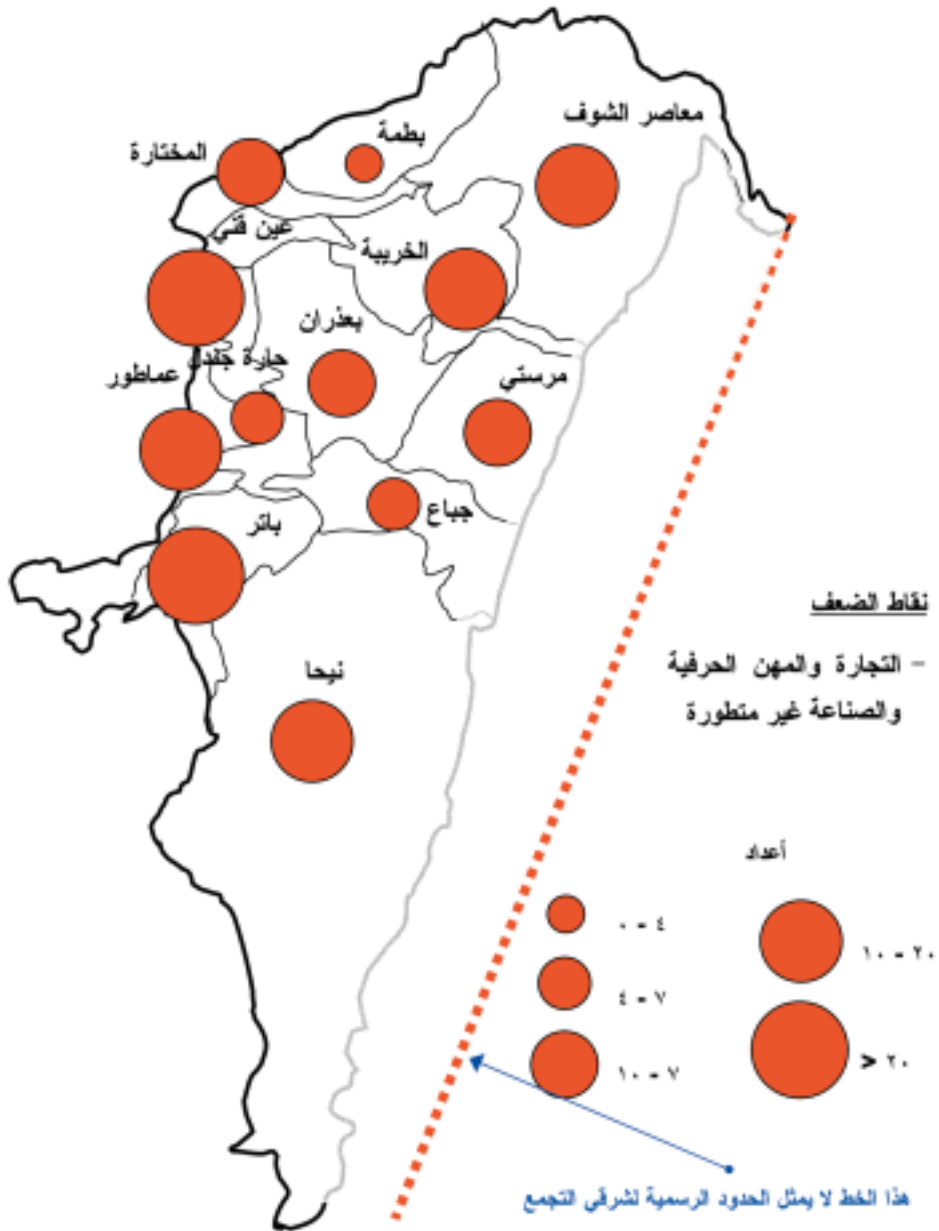 معاصر الشوف
بطمة
المختارة
عين قني
الخريبة
بعذران
حارة جندل
عماطور
مرستي
جباع
باتر
نيحا
نقاط الضعف
- التجارة والمهن الحرفية
والصناعة غير متطورة
أعداد
٠ - ٤
٤ - ٧
١٠ - ٧
١٠ - ٢٠
> ٢٠
هذا الخط لا يمثل الحدود الرسمية لشرقي التجمع